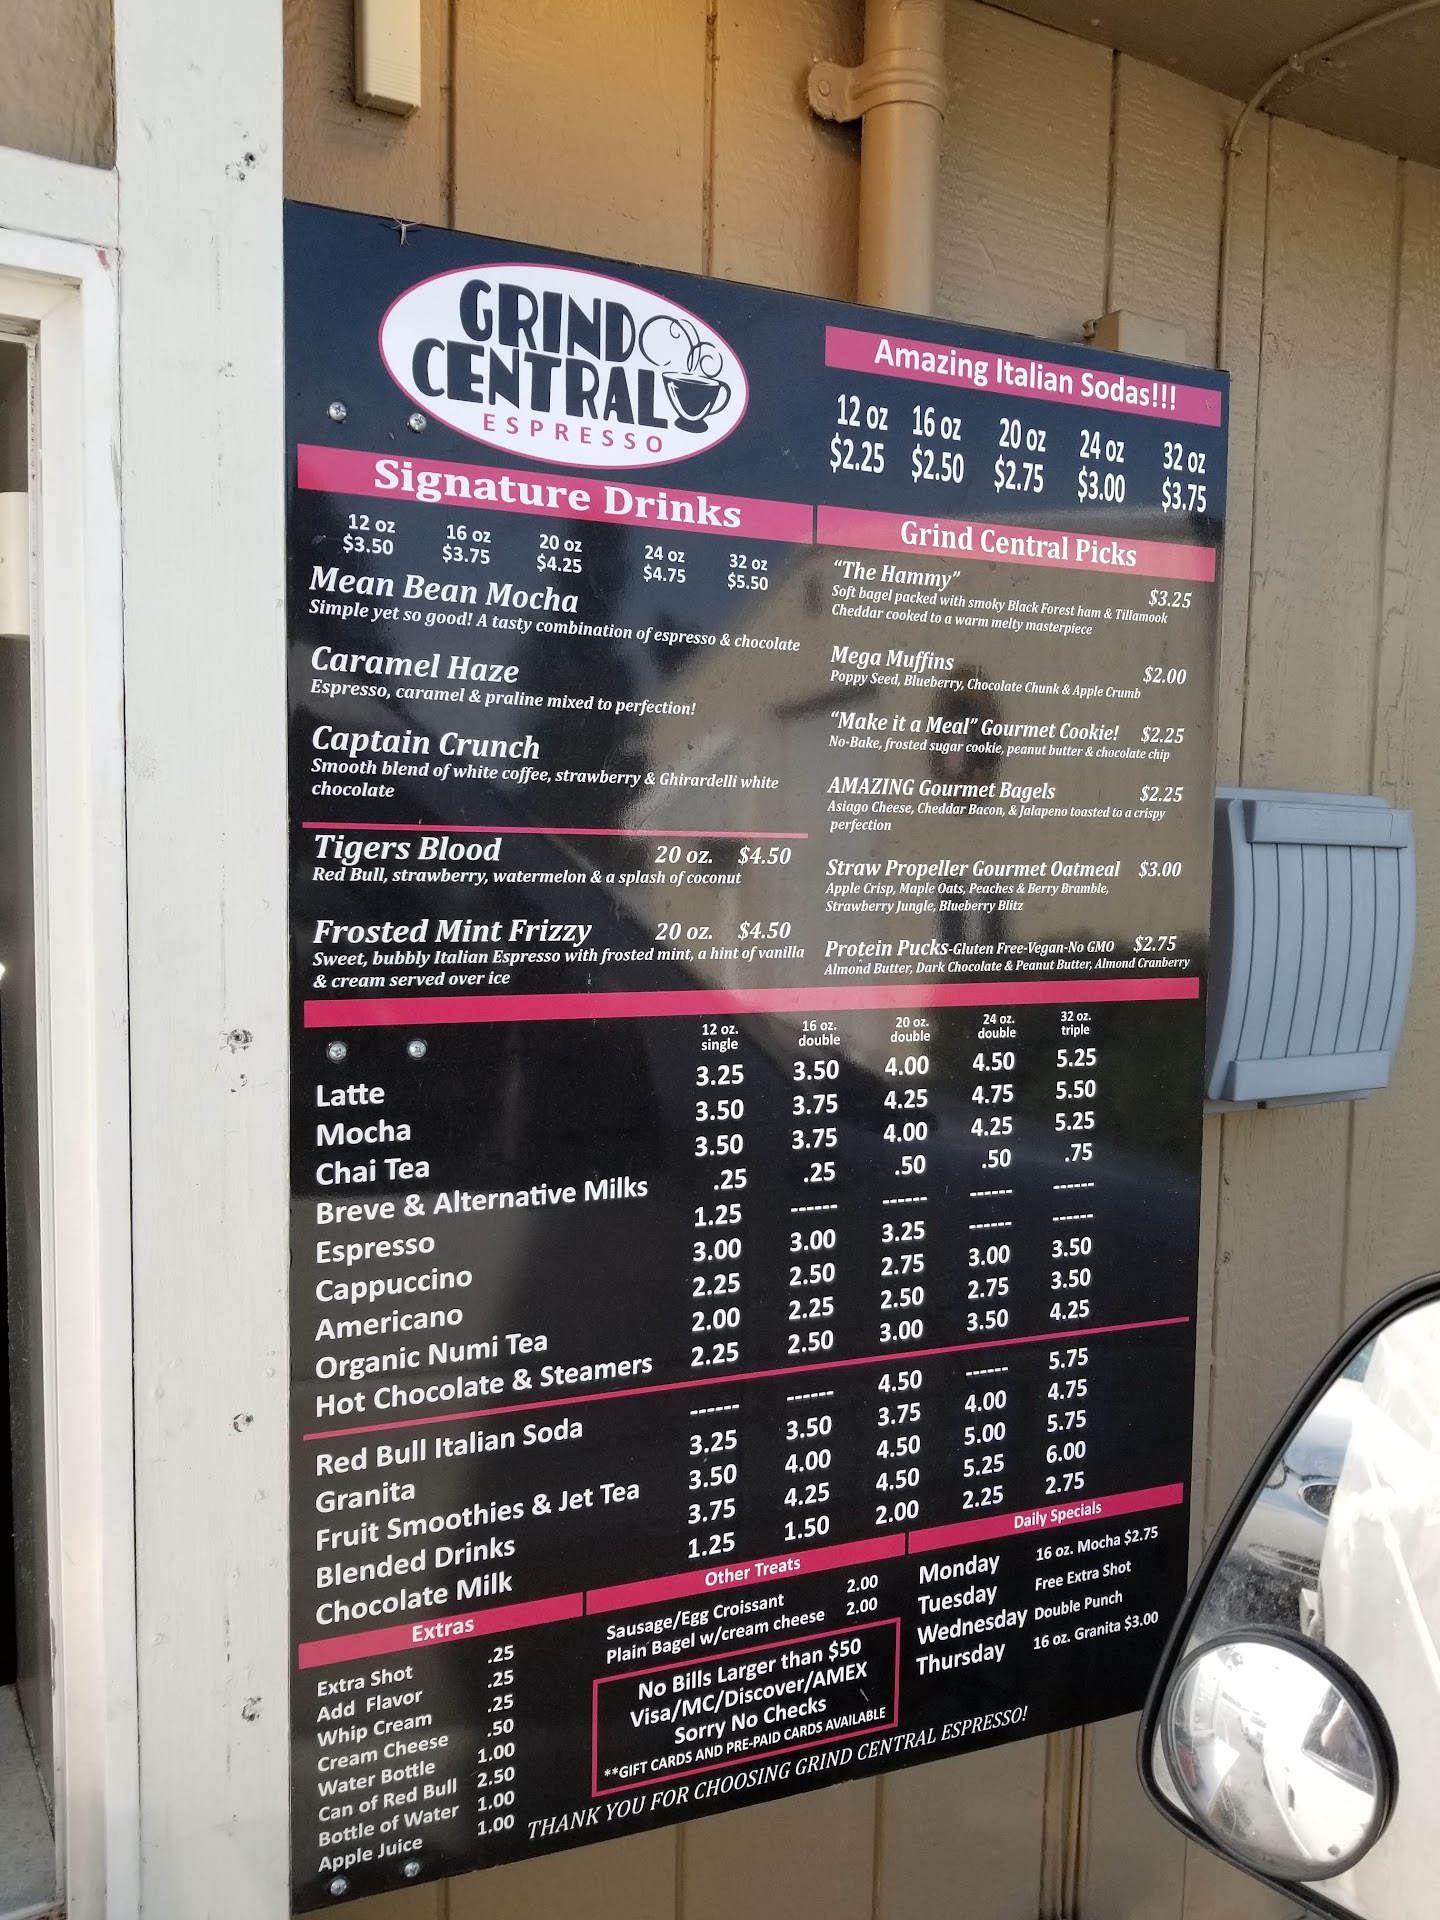 GRIND
CENTRAL
ESPRESSO
Amazing Italian Sodas!!!
12 oz 16 oz 20 oz 24 oz 32 oz
$2.25 $2.50 $2.75 $3.00 $3.75
Signature Drinks
12 oz 16 oz 20 oz 24 oz 32 oz
$3.50 $3.75 $4.25 $4.75 $5.50
Mean Bean Mocha
Simple yet so good! A tasty combination of espresso & chocolate
Caramel Haze
Espresso, caramel & praline mixed to perfection!
Captain Crunch
Smooth blend of white coffee, strawberry & Ghirardelli white
chocolate
Tigers Blood 20 oz. $4.50
Red Bull, strawberry, watermelon & a splash of coconut
Frosted Mint Frizzy 20 oz. $4.50
Sweet, bubbly Italian Espresso with frosted mint, a hint of vanilla
& cream served over ice
Grind Central Picks
“The Hammy” $3.25
Soft bagel packed with smoky Black Forest ham & Tillamook
Cheddar cooked to a warm melty masterpiece
Mega Muffins $2.00
Poppy Seed, Blueberry, Chocolate Chunk & Apple Crumb
“Make it a Meal” Gourmet Cookie! $2.25
No-Bake, frosted sugar cookie, peanut butter & chocolate chip
AMAZING Gourmet Bagels $2.25
Asiago Cheese, Cheddar Bacon, & Jalapeno toasted to a crispy
perfection
Straw Propeller Gourmet Oatmeal $3.00
Apple Crisp, Maple Oats, Peaches & Berry Bramble,
Strawberry Jungle, Blueberry Blitz
Protein Pucks-Gluten Free-Vegan-No GMO $2.75
Almond Butter, Dark Chocolate & Peanut Butter, Almond Cranberry
12 oz. 16 oz. 20 oz. 24 oz. 32 oz.
single double double double triple
Latte 3.25 3.50 4.00 4.50 5.25
Mocha 3.50 3.75 4.25 4.75 5.50
Chai Tea 3.50 3.75 4.00 4.25 5.25
Breve & Alternative Milks .25 .25 .50 .50 .75
Espresso 1.25 ------ ------ ------ ------
Cappuccino 3.00 3.00 3.25 ------ ------
Americano 2.25 2.50 2.75 3.00 3.50
Organic Numi Tea 2.00 2.25 2.50 2.75 3.50
Hot Chocolate & Steamers 2.25 2.50 3.00 3.50 4.25
Red Bull Italian Soda ------ ------ 4.50 ------ 5.75
Granita 3.25 3.50 3.75 4.00 4.75
Fruit Smoothies & Jet Tea 3.50 4.00 4.50 5.00 5.75
Blended Drinks 3.75 4.25 4.50 5.25 6.00
Chocolate Milk 1.25 1.50 2.00 2.25 2.75
Extras
Extra Shot .25
Add Flavor .25
Whip Cream .25
Cream Cheese .50
Water Bottle 1.00
Can of Red Bull 2.50
Bottle of Water 1.00
Apple Juice 1.00
Other Treats
Sausage/Egg Croissant 2.00
Plain Bagel w/cream cheese 2.00
No Bills Larger than $50
Visa/MC/Discover/AMEX
Sorry No Checks
**GIFT CARDS AND PRE-PAID CARDS AVAILABLE
Daily Specials
Monday 16 oz. Mocha $2.75
Tuesday Free Extra Shot
Wednesday Double Punch
Thursday 16 oz. Granita $3.00
THANK YOU FOR CHOOSING GRIND CENTRAL ESPRESSO!